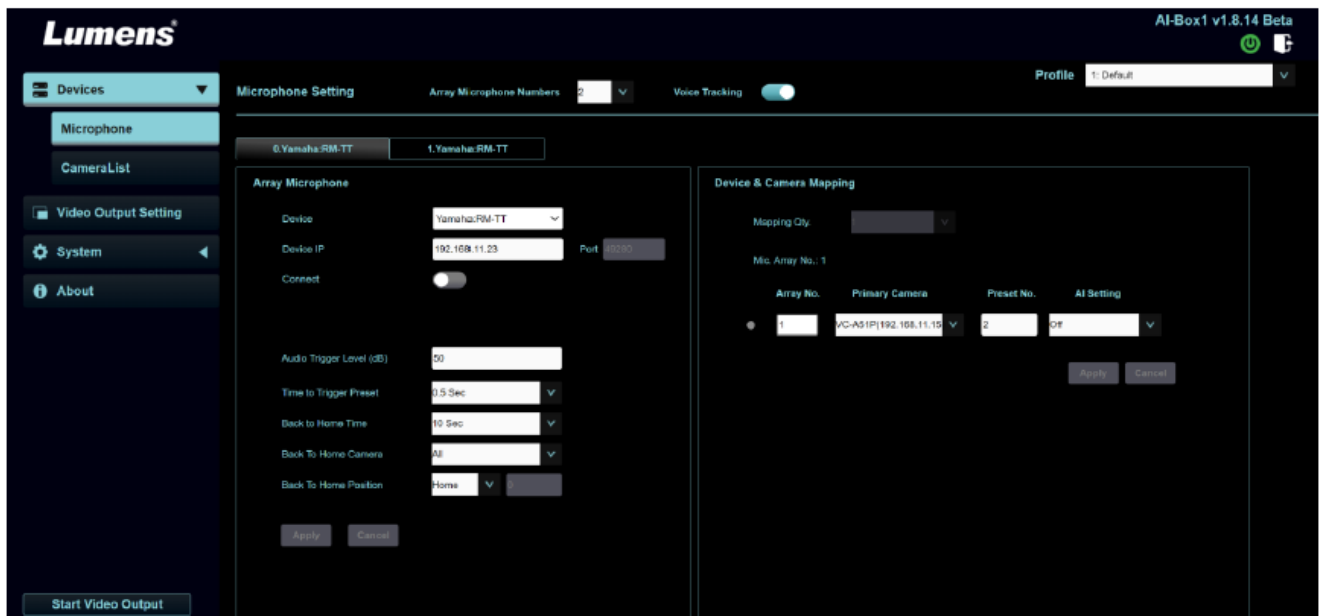 Lumens
AI-Box1 v1.8.14 Beta
Devices
Microphone
CameraList
Video Output Setting
System
About
Start Video Output
Profile 1: Default
Microphone Setting Array Microphone Numbers 2 Voice Tracking
0.Yamaha:RM-TT 1.Yamaha:RM-TT
Array Microphone
Device Yamaha:RM-TT
Device IP 192.168.11.23 Port 49280
Connect
Audio Trigger Level (dB) 50
Time to Trigger Preset 0.5 Sec
Back to Home Time 10 Sec
Back To Home Camera All
Back To Home Position Home 0
Apply Cancel
Device & Camera Mapping
Mapping Qty. 1
Mic. Array No.: 1
Array No. Primary Camera Preset No. AI Setting
1 VC-A51P(192.168.11.15 2 Off
Apply Cancel